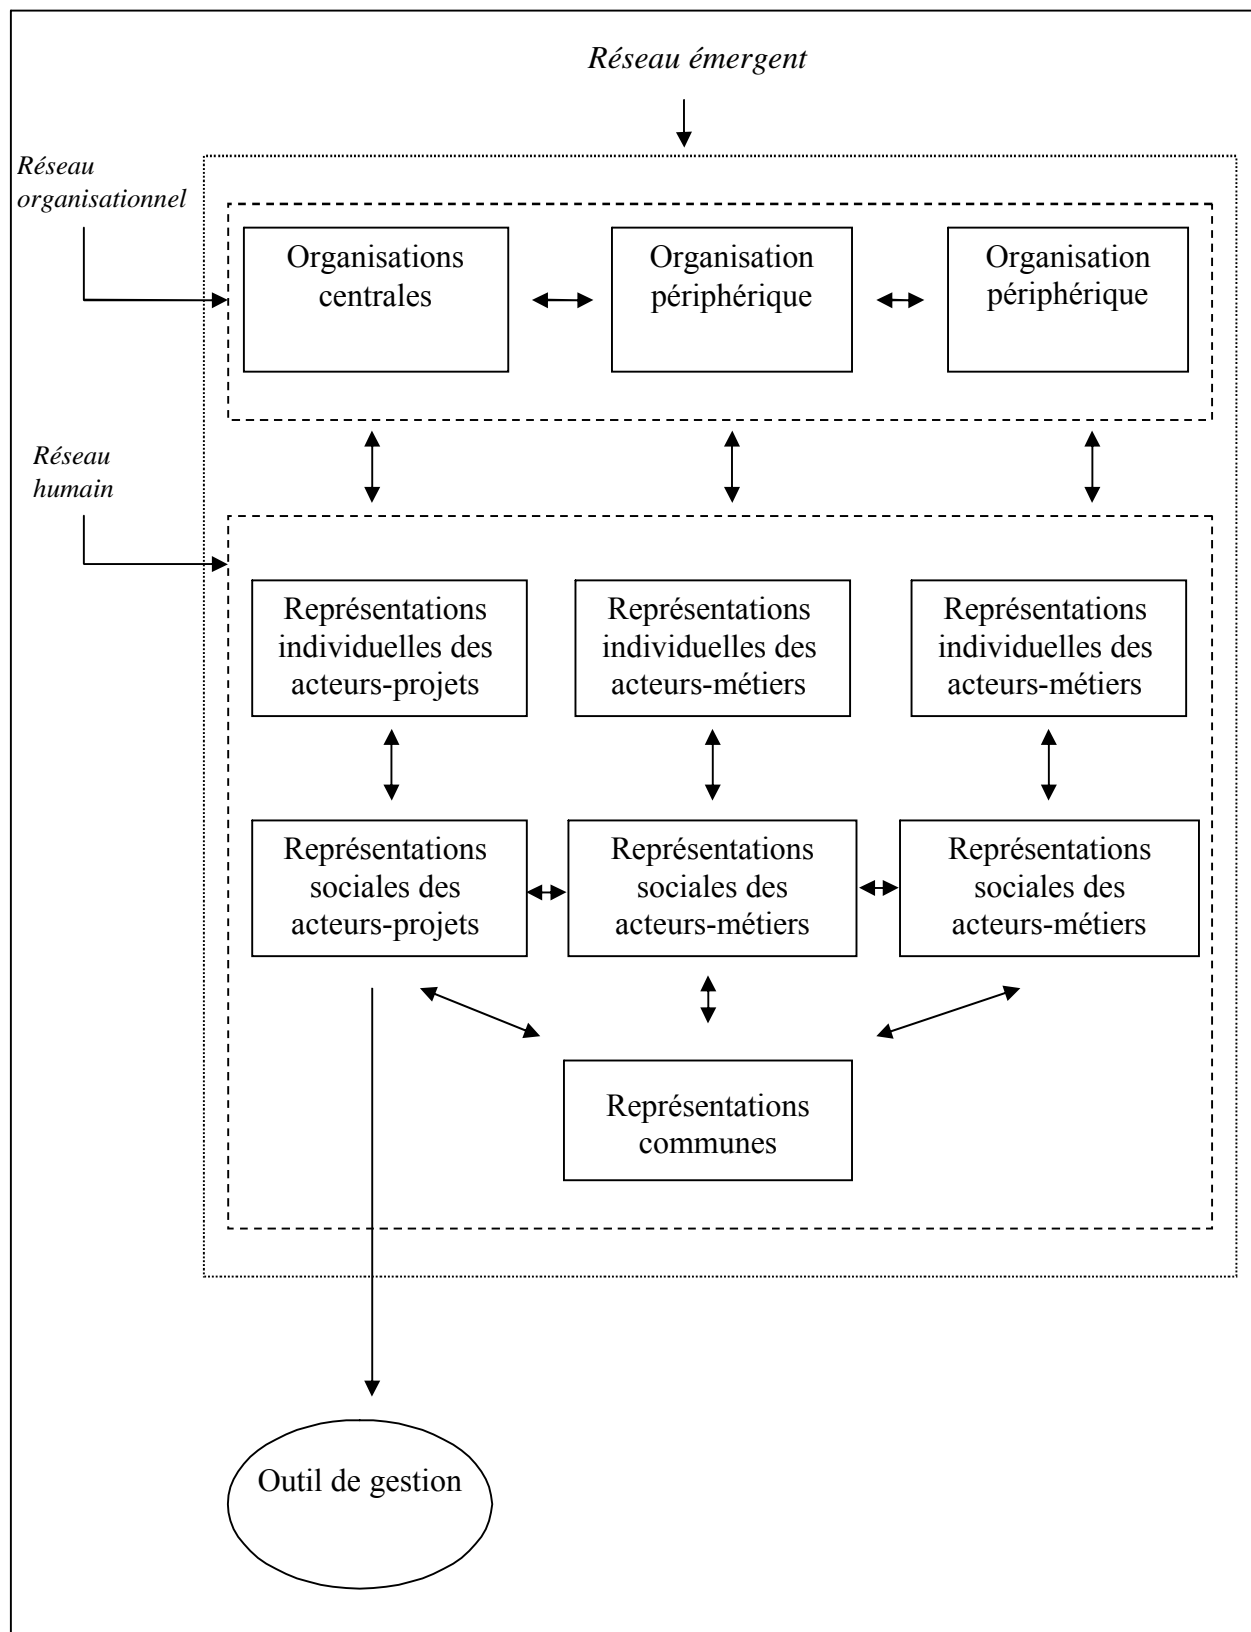 Réseau émergent
Réseau
organisationnel
Organisations
centrales
Organisation
périphérique
Organisation
périphérique
Réseau
humain
Représentations
individuelles des
acteurs-projets
Représentations
individuelles des
acteurs-métiers
Représentations
individuelles des
acteurs-métiers
Représentations
sociales des
acteurs-projets
Représentations
sociales des
acteurs-métiers
Représentations
sociales des
acteurs-métiers
Représentations
communes
Outil de gestion